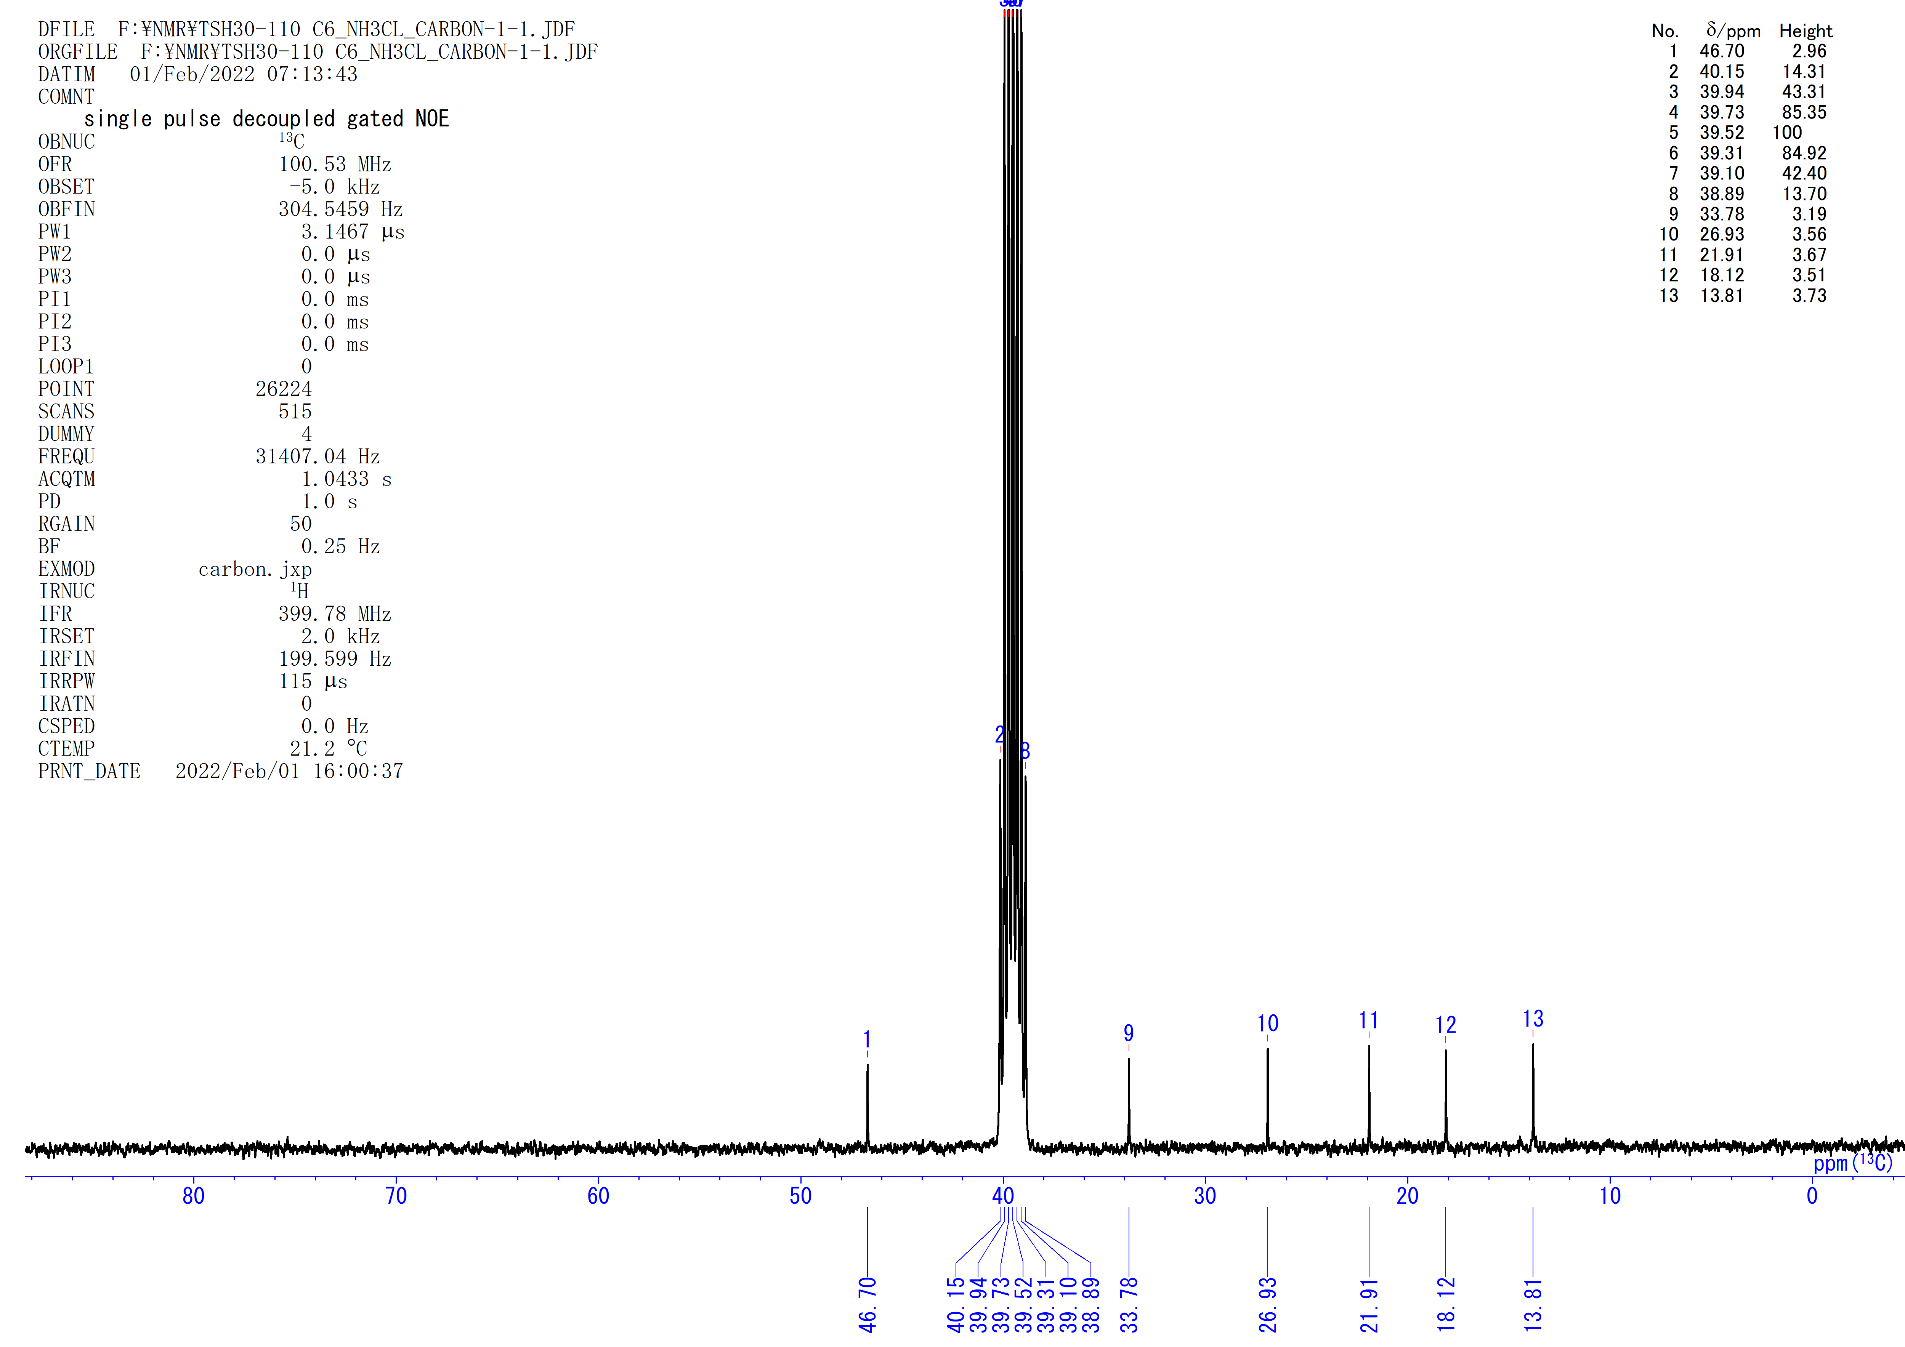 DFILE F:¥NMR¥TSH30-110 C6_NH3CL_CARBON-1-1.JDF
ORGFILE F:¥NMR¥TSH30-110 C6_NH3CL_CARBON-1-1.JDF
DATIM 01/Feb/2022 07:13:43
COMNT
single pulse decoupled gated NOE
OBNUC 13C
OFR 100.53 MHz
OBSET -5.0 kHz
OBFIN 304.5459 Hz
PW1 3.1467 µs
PW2 0.0 µs
PW3 0.0 µs
PI1 0.0 ms
PI2 0.0 ms
PI3 0.0 ms
LOOP1 0
POINT 26224
SCANS 515
DUMMY 4
FREQU 31407.04 Hz
ACQTM 1.0433 s
PD 1.0 s
RGAIN 50
BF 0.25 Hz
EXMOD carbon.jxp
IRNUC 1H
IFR 399.78 MHz
IRSET 2.0 kHz
IRFIN 199.599 Hz
IRRPW 115 µs
IRATN 0
CSPED 0.0 Hz
CTEMP 21.2 °C
PRNT_DATE 2022/Feb/01 16:00:37
No. δ/ppm Height
1 46.70 2.96
2 40.15 14.31
3 39.94 43.31
4 39.73 85.35
5 39.52 100
6 39.31 84.92
7 39.10 42.40
8 38.89 13.70
9 33.78 3.19
10 26.93 3.56
11 21.91 3.67
12 18.12 3.51
13 13.81 3.73
2
8
1
9
10
11
12
13
ppm(13C)
80 70 60 50 40 30 20 10 0
46.70
40.15
39.94
39.73
39.52
39.31
39.10
38.89
33.78
26.93
21.91
18.12
13.81